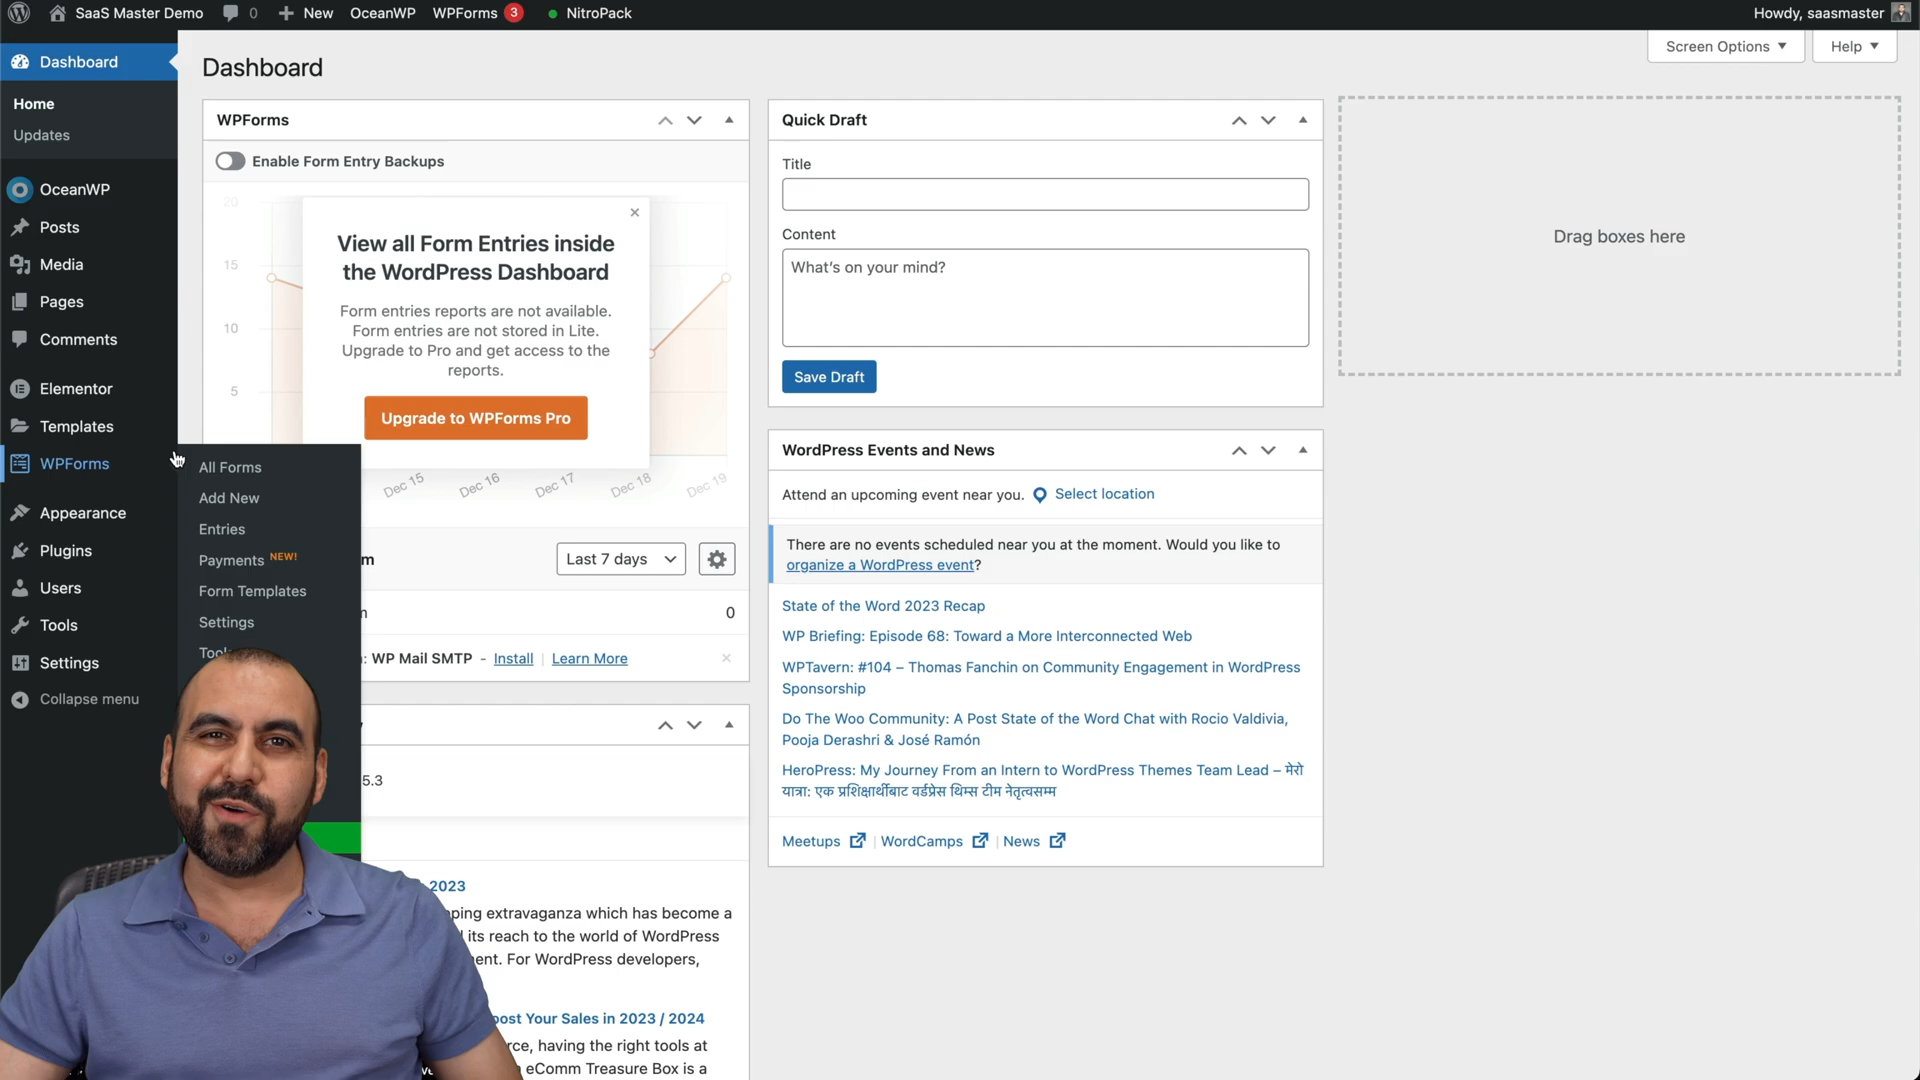 SaaS Master Demo 0 New OceanWP WPForms 3 NitroPack Howdy, saasmaster
Screen Options Help
Dashboard
Home
Updates
OceanWP
Posts
Media
Pages
Comments
Elementor
Templates
WPForms
Appearance
Plugins
Users
Tools
Settings
Collapse menu
All Forms
Add New
Entries
Payments NEW!
Form Templates
Settings
Dashboard
WPForms
Enable Form Entry Backups
20
15
10
5
View all Form Entries inside
the WordPress Dashboard
Form entries reports are not available.
Form entries are not stored in Lite.
Upgrade to Pro and get access to the
reports.
Upgrade to WPForms Pro
Dec 15 Dec 16 Dec 17 Dec 18 Dec 19
Last 7 days
0
WP Mail SMTP - Install | Learn More
5.3
2023
extravaganza which has become a
its reach to the world of WordPress
For WordPress developers,
Your Sales in 2023 / 2024
having the right tools at
eComm Treasure Box is a
Quick Draft
Title
Content
What's on your mind?
Save Draft
WordPress Events and News
Attend an upcoming event near you. Select location
There are no events scheduled near you at the moment. Would you like to
organize a WordPress event?
State of the Word 2023 Recap
WP Briefing: Episode 68: Toward a More Interconnected Web
WPTavern: #104 – Thomas Fanchin on Community Engagement in WordPress
Sponsorship
Do The Woo Community: A Post State of the Word Chat with Rocio Valdivia,
Pooja Derashri & José Ramón
HeroPress: My Journey From an Intern to WordPress Themes Team Lead – मेरो
यात्रा: एक प्रशिक्षार्थीबाट वर्डप्रेस थिम्स टीम नेतृत्वसम्म
Meetups | WordCamps | News
Drag boxes here